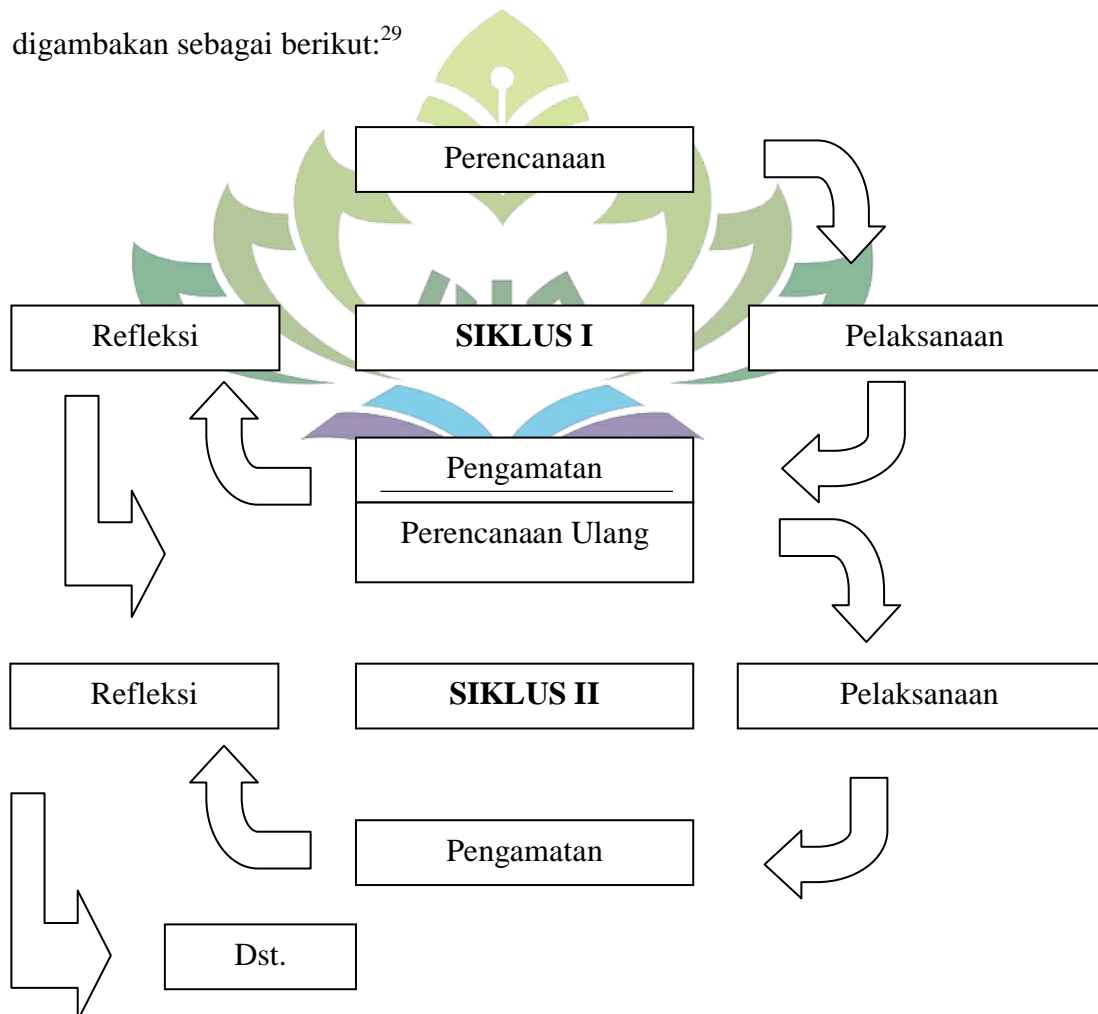 digambakan sebagai berikut:29
Perencanaan
Refleksi
SIKLUS I
Pelaksanaan
Pengamatan
Perencanaan Ulang
Refleksi
SIKLUS II
Pelaksanaan
Pengamatan
Dst.